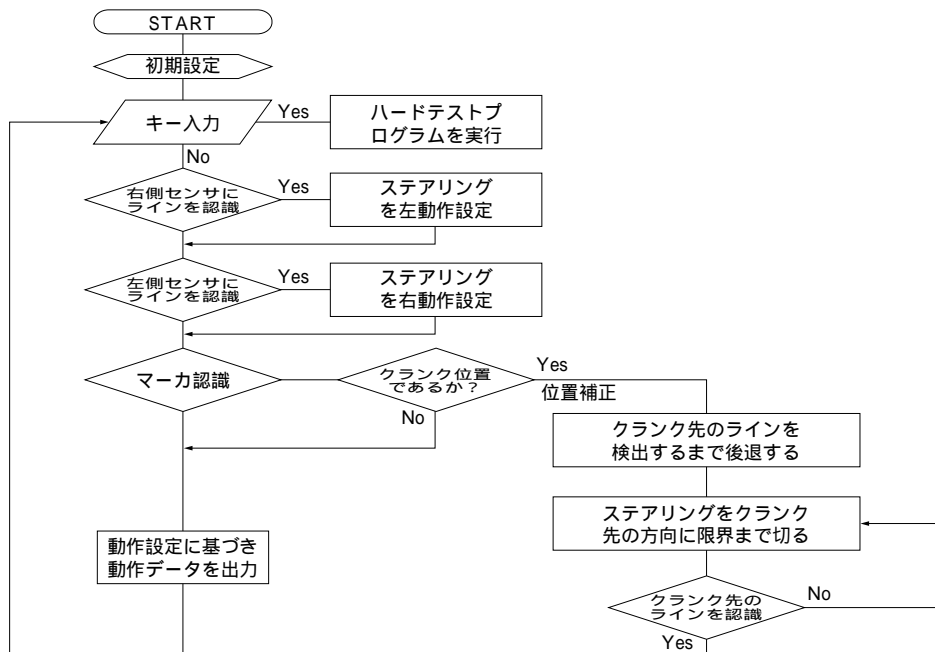 START
初期設定
キー入力
Yes
ハードテストプ
ログラムを実行
No
右側センサに
ラインを認識
Yes
ステアリング
を左動作設定
左側センサに
ラインを認識
Yes
ステアリング
を右動作設定
マーカ認識
クランク位置
であるか？
Yes
位置補正
No
クランク先のラインを
検出するまで後退する
ステアリングをクランク
先の方向に限界まで切る
動作設定に基づき
動作データを出力
クランク先の
ラインを認識
No
Yes